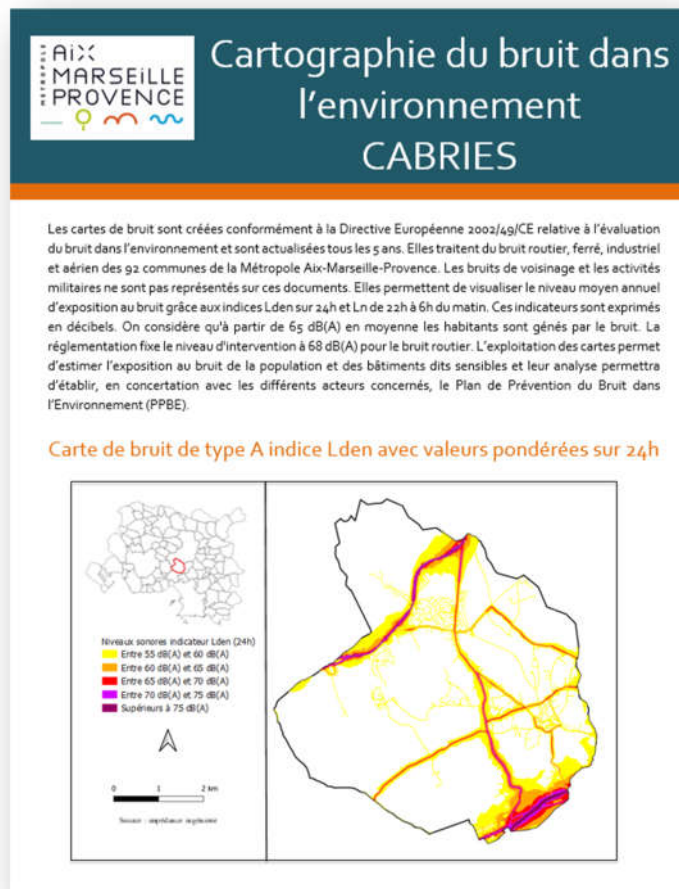 METROPOLE
AIX
MARSEILLE
PROVENCE
Cartographie du bruit dans
l'environnement
CABRIES
Les cartes de bruit sont créées conformément à la Directive Européenne 2002/49/CE relative à l'évaluation
du bruit dans l'environnement et sont actualisées tous les 5 ans. Elles traitent du bruit routier, ferré, industriel
et aérien des 92 communes de la Métropole Aix-Marseille-Provence. Les bruits de voisinage et les activités
militaires ne sont pas représentés sur ces documents. Elles permettent de visualiser le niveau moyen annuel
d'exposition au bruit grâce aux indices Lden sur 24h et Ln de 22h à 6h du matin. Ces indicateurs sont exprimés
en décibels. On considère qu'à partir de 65 dB(A) en moyenne les habitants sont génés par le bruit. La
réglementation fixe le niveau d'intervention à 68 dB(A) pour le bruit routier. L'exploitation des cartes permet
d'estimer l'exposition au bruit de la population et des bâtiments dits sensibles et leur analyse permettra
d'établir, en concertation avec les différents acteurs concernés, le Plan de Prévention du Bruit dans
l'Environnement (PPBE).
Carte de bruit de type A indice Lden avec valeurs pondérées sur 24h
Niveaux sonores indicateur Lden (24h)
Entre 55 dB(A) et 60 dB(A)
Entre 60 dB(A) et 65 dB(A)
Entre 65 dB(A) et 70 dB(A)
Entre 70 dB(A) et 75 dB(A)
Supérieurs à 75 dB(A)
0 1 2 km
Source : impédance ingénierie